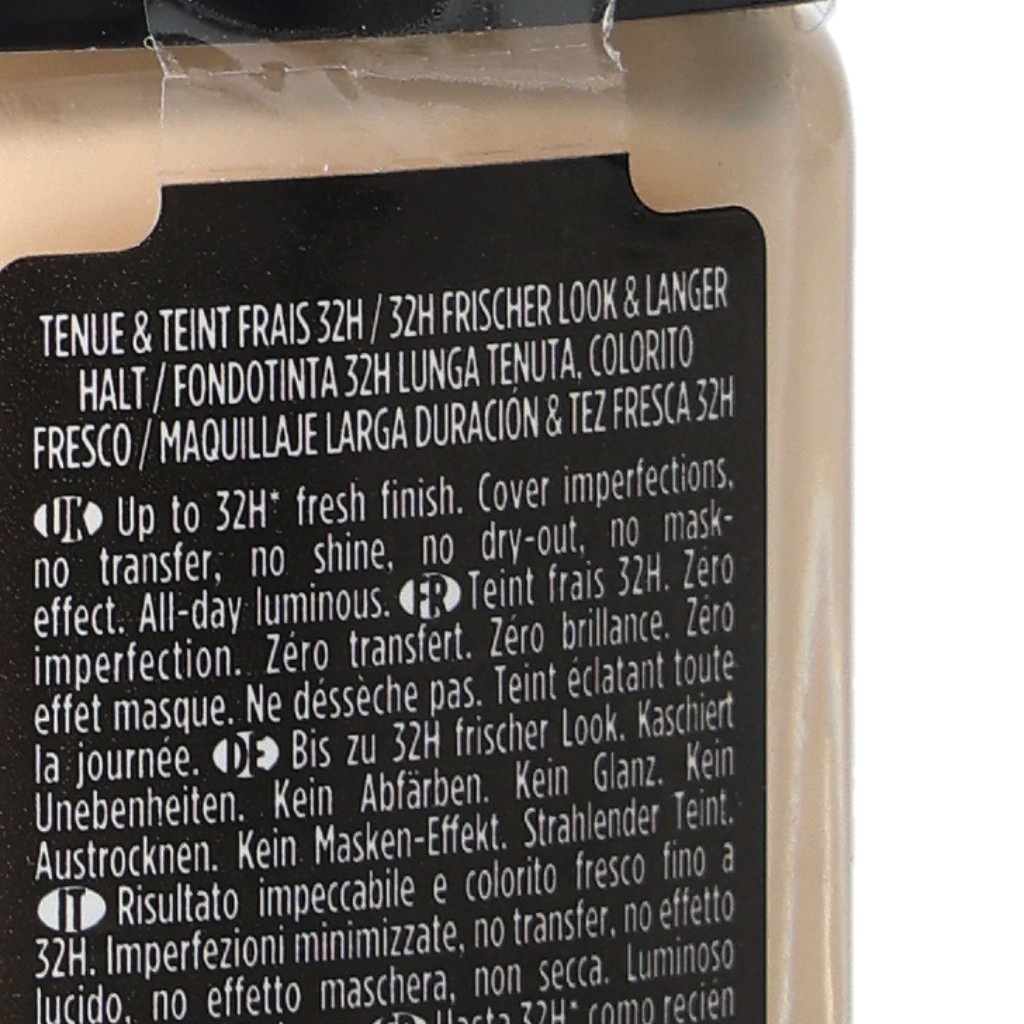 TENUE & TEINT FRAIS 32H / 32H FRISCHER LOOK & LANGER
HALT / FONDOTINTA 32H LUNGA TENUTA, COLORITO
FRESCO / MAQUILLAJE LARGA DURACIÓN & TEZ FRESCA 32H
UK Up to 32H* fresh finish. Cover imperfections,
no transfer, no shine, no dry-out, no mask-
effect. All-day luminous. FR Teint frais 32H. Zéro
imperfection. Zéro transfert. Zéro brillance. Zéro
effet masque. Ne déssèche pas. Teint éclatant toute
la journée. DE Bis zu 32H frischer Look. Kaschiert
Unebenheiten. Kein Abfärben. Kein Glanz. Kein
Austrocknen. Kein Masken-Effekt. Strahlender Teint.
IT Risultato impeccabile e colorito fresco fino a
32H. Imperfezioni minimizzate, no transfer, no effetto
lucido, no effetto maschera, non secca. Luminoso
Hasta 32H* como recién